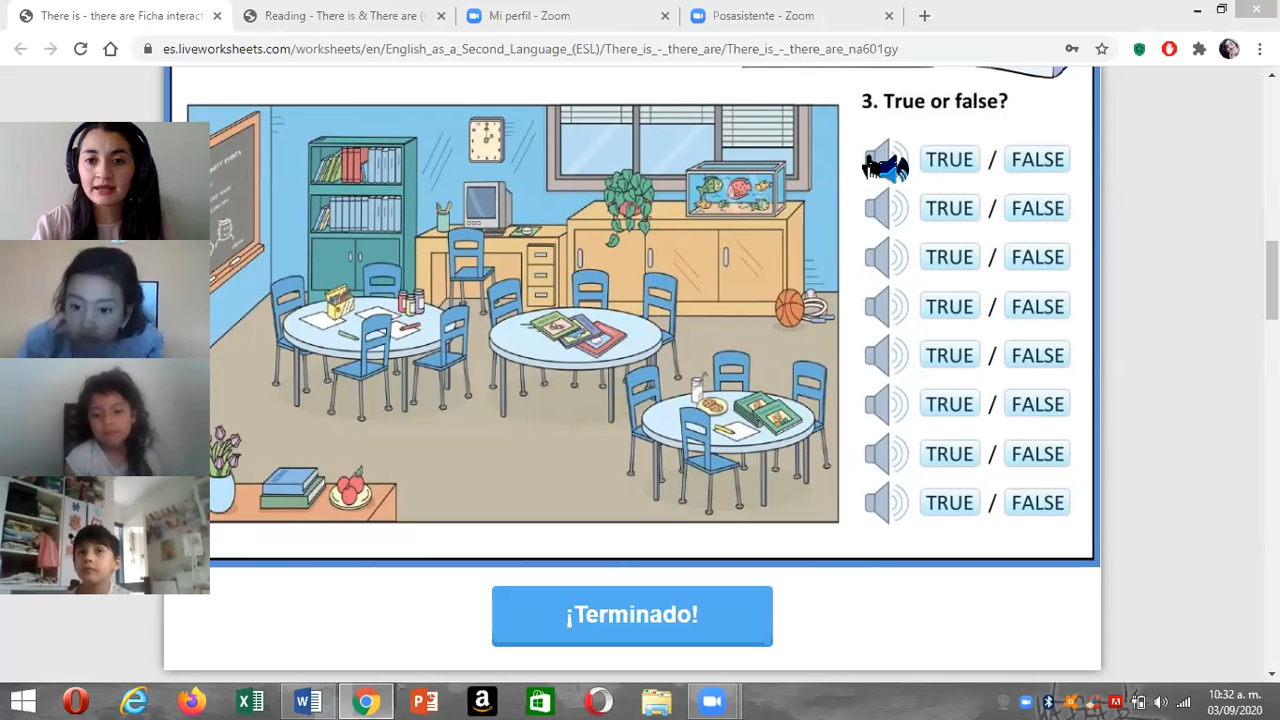 There is - there are Ficha interact
Reading - There is & There are (
Mi perfil - Zoom
Posasistente - Zoom
es.liveworksheets.com/worksheets/en/English_as_a_Second_Language_(ESL)/There_is_-_there_are/There_is_-_there_are_na601gy
3. True or false?
TRUE / FALSE
TRUE / FALSE
TRUE / FALSE
TRUE / FALSE
TRUE / FALSE
TRUE / FALSE
TRUE / FALSE
TRUE / FALSE
¡Terminado!
10:32 a. m.
03/09/2020